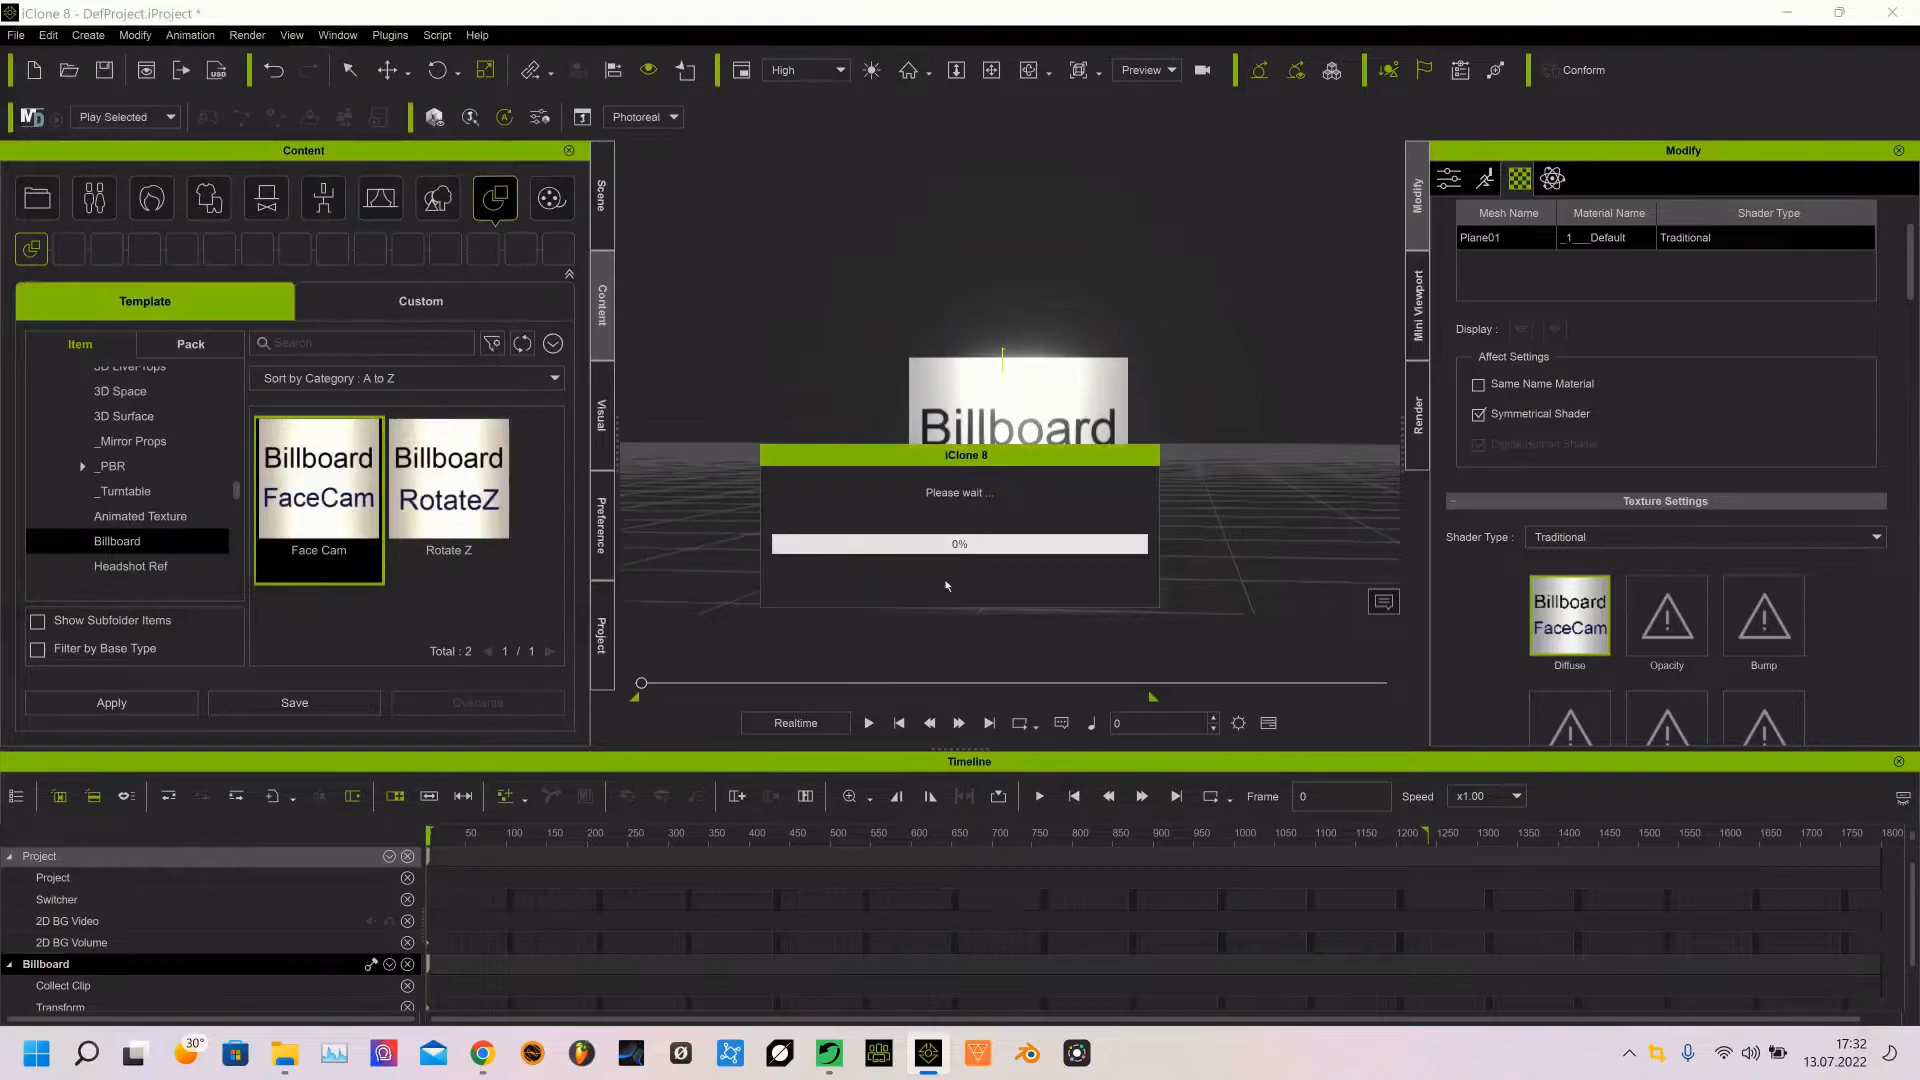 iClone 8 - DefProject.iProject *
File Edit Create Modify Animation Render View Window Plugins Script Help
High Preview Conform
Play Selected Photoreal
Content
Template Custom
Item Pack Search
Sort by Category : A to Z
3D LiveProps
3D Space
3D Surface
_Mirror Props
_PBR
_Turntable
Animated Texture
Billboard
Headshot Ref
Billboard
FaceCam
Face Cam
Billboard
RotateZ
Rotate Z
Show Subfolder Items
Filter by Base Type
Total : 2 1 / 1
Apply Save Overwrite
Scene
Content
Visual
Preference
Project
Billboard
iClone 8
Please wait ...
0%
Realtime 0
Modify
Mini Viewport
Render
Modify
Mesh Name Material Name Shader Type
Plane01 _1___Default Traditional
Display :
Affect Settings
Same Name Material
Symmetrical Shader
Digital Human Shader
Texture Settings
Shader Type : Traditional
Billboard
FaceCam
Diffuse Opacity Bump
Timeline
Frame 0 Speed x1.00
50 100 150 200 250 300 350 400 450 500 550 600 650 700 750 800 850 900 950 1000 1050 1100 1150 1200 1250 1300 1350 1400 1450 1500 1550 1600 1650 1700 1750 1800
Project
Project
Switcher
2D BG Video
2D BG Volume
Billboard
Collect Clip
Transform
30°
17:32
13.07.2022